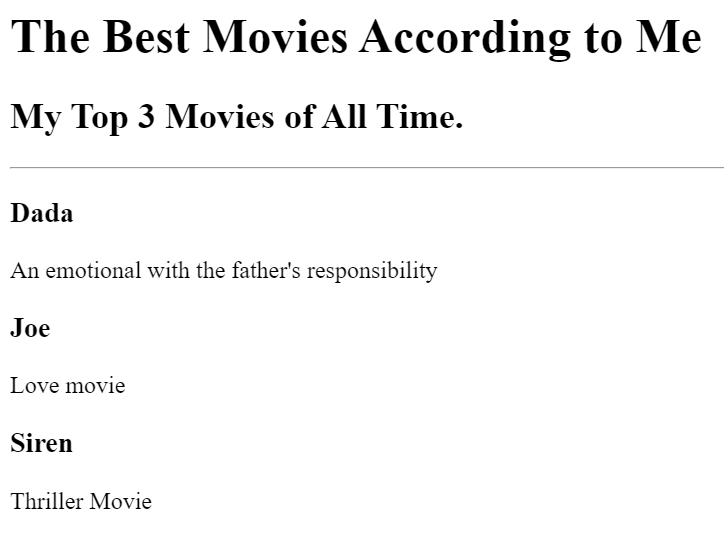 The Best Movies According to Me
My Top 3 Movies of All Time.
Dada
An emotional with the father's responsibility
Joe
Love movie
Siren
Thriller Movie